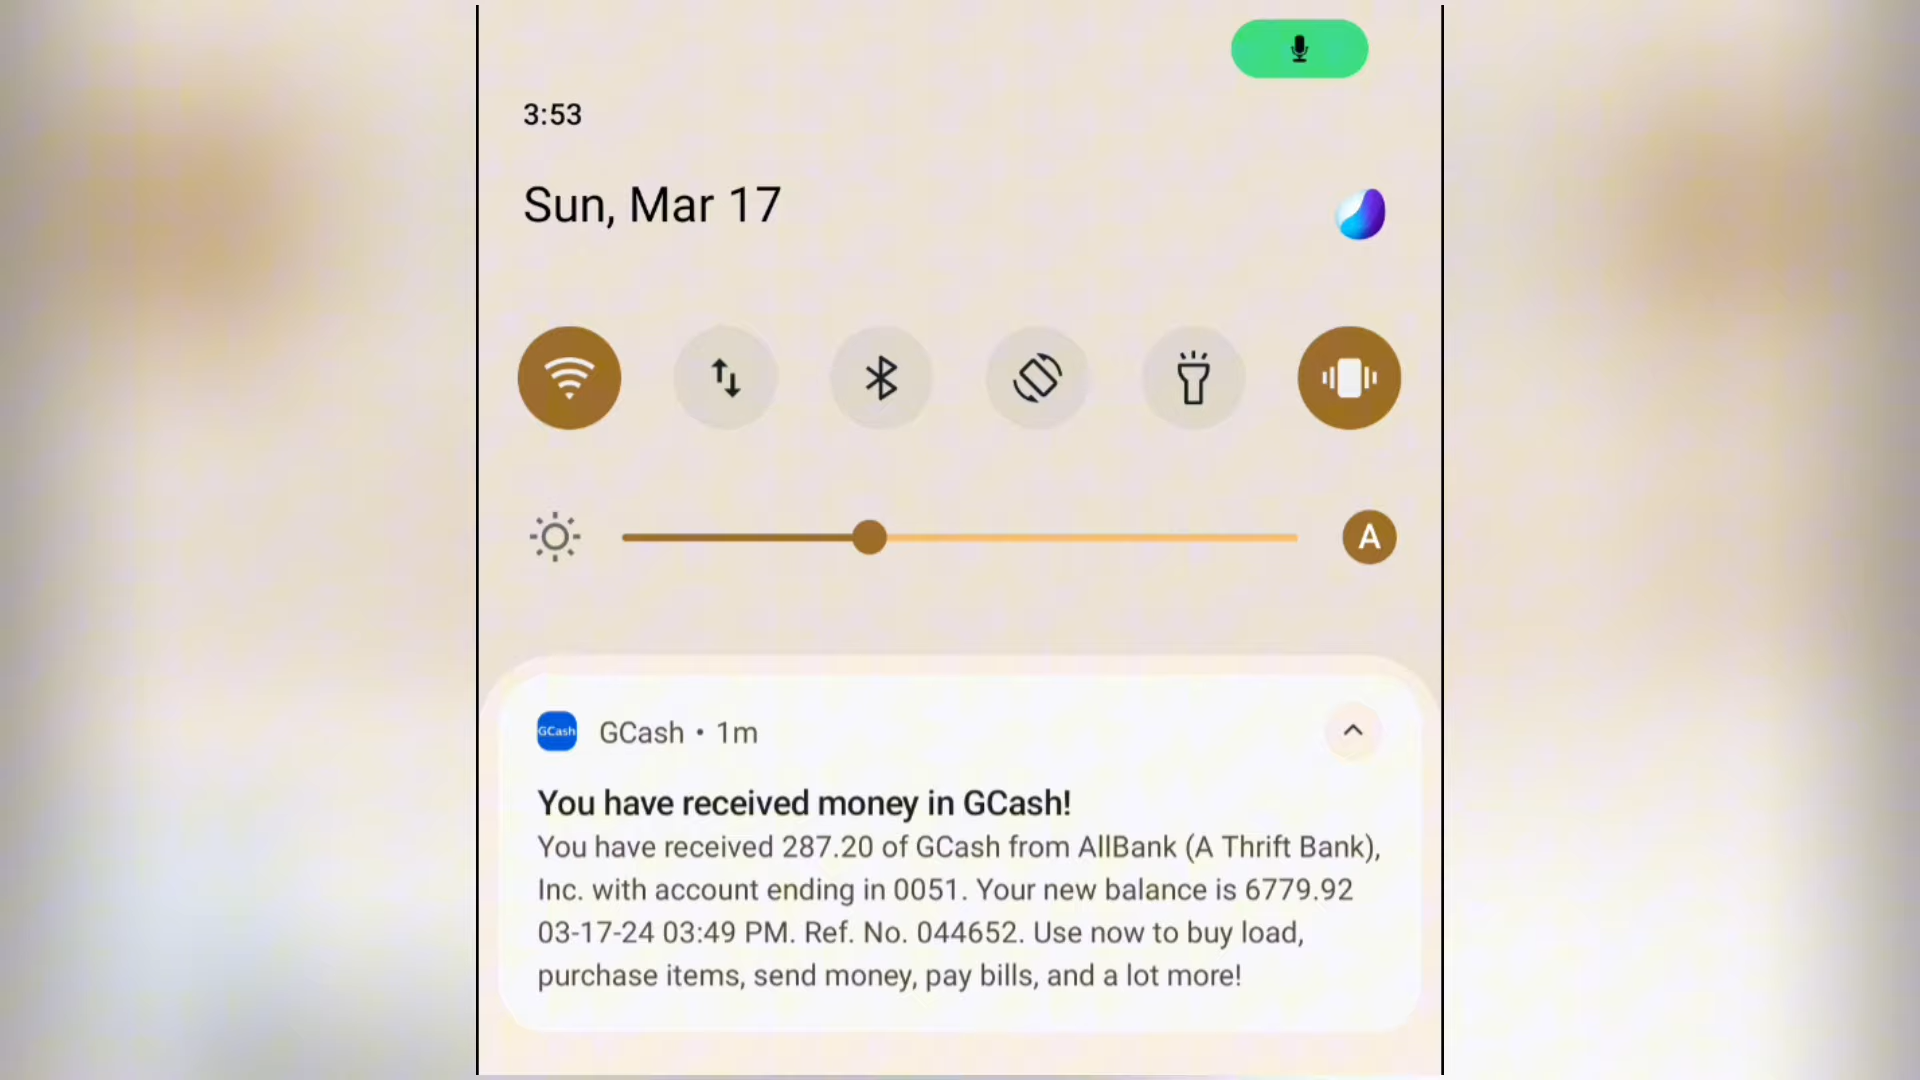 3:53
Sun, Mar 17
A
GCash GCash • 1m
You have received money in GCash!
You have received 287.20 of GCash from AllBank (A Thrift Bank),
Inc. with account ending in 0051. Your new balance is 6779.92
03-17-24 03:49 PM. Ref. No. 044652. Use now to buy load,
purchase items, send money, pay bills, and a lot more!